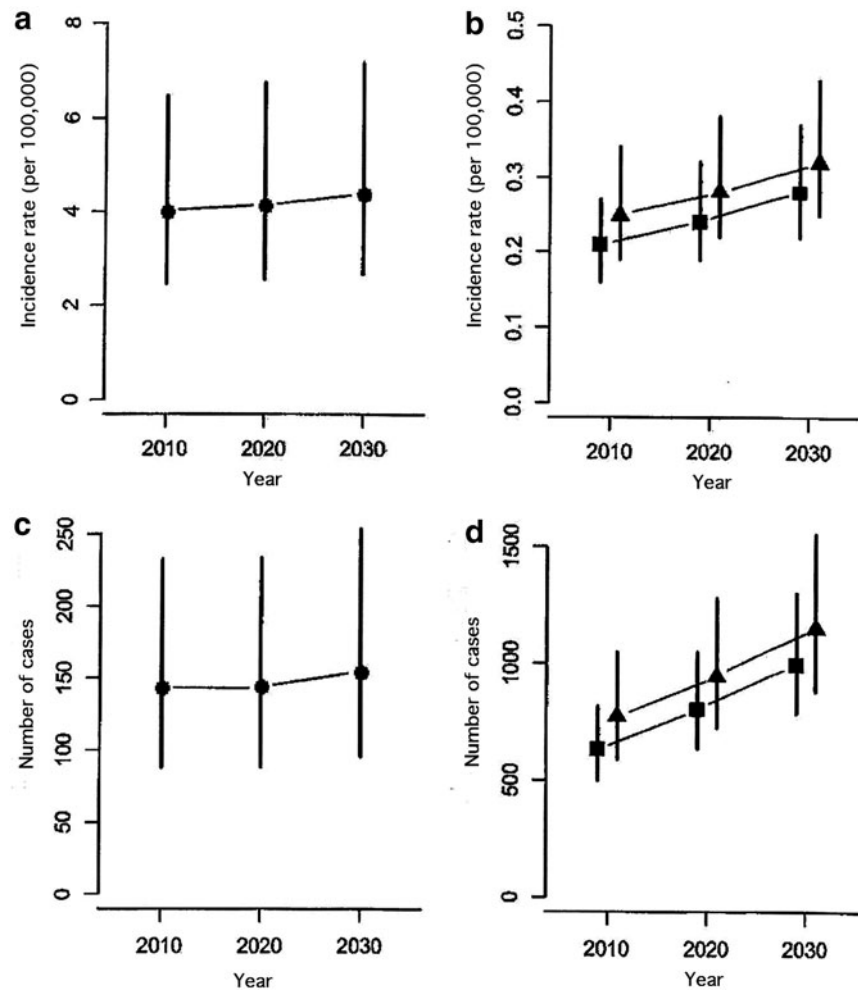 a
8
6
4
2
0
Incidence rate (per 100,000)
2010 2020 2030
Year
b
0.5
0.4
0.3
0.2
0.1
0.0
Incidence rate (per 100,000)
2010 2020 2030
Year
c
250
200
150
100
50
0
Number of cases
2010 2020 2030
Year
d
1500
1000
500
0
Number of cases
2010 2020 2030
Year